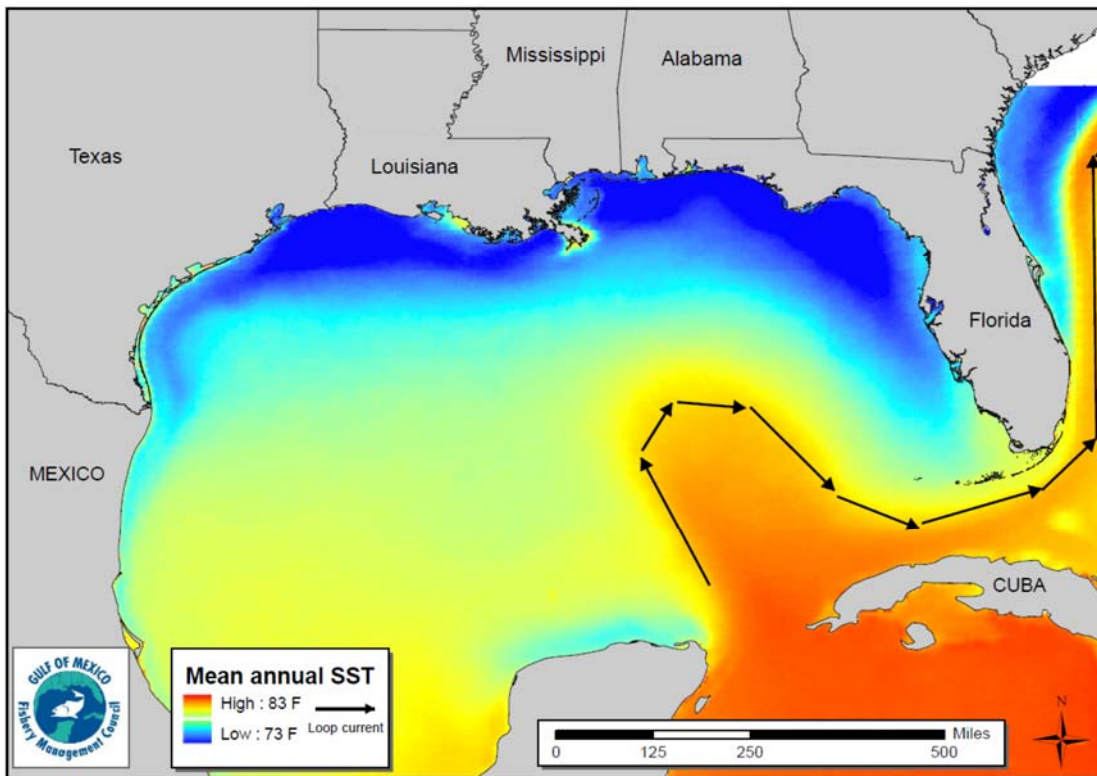 Mississippi
Alabama
Texas
Louisiana
Florida
MEXICO
CUBA
GULF OF MEXICO
Fishery Management Council
Mean annual SST
High : 83 F
Low : 73 F
Loop current
N
Miles
0 125 250 500